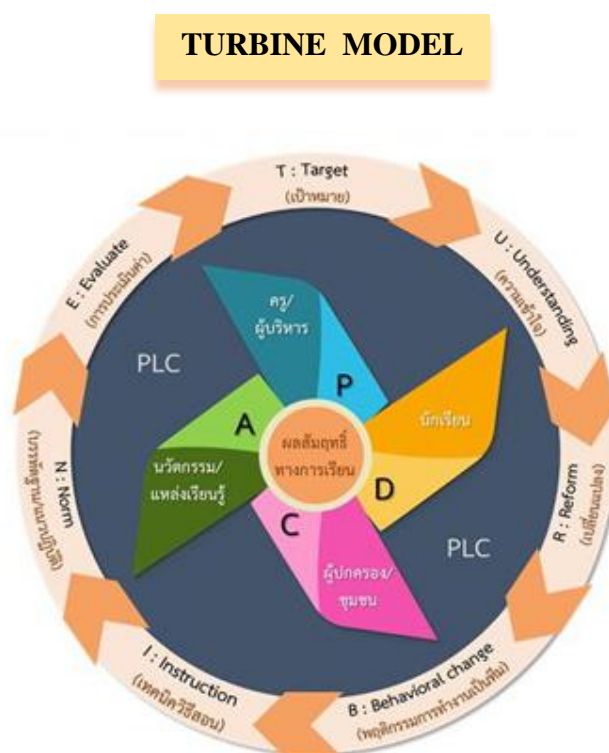 TURBINE MODEL
T : Target
(เป้าหมาย)
U : Understanding
(ความเข้าใจ)
R : Reform
(เปลี่ยนแปลง)
B : Behavioral change
(พฤติกรรมการทำงานเป็นทีม)
I : Instruction
(เทคนิควิธีสอน)
N : Norm
(บรรทัดฐาน/แนวปฏิบัติ)
E : Evaluate
(การประเมินค่า)
PLC
ครู/
ผู้บริหาร
P
นักเรียน
D
ผู้ปกครอง/
ชุมชน
C
นวัตกรรม/
แหล่งเรียนรู้
A
ผลสัมฤทธิ์
ทางการเรียน
PLC